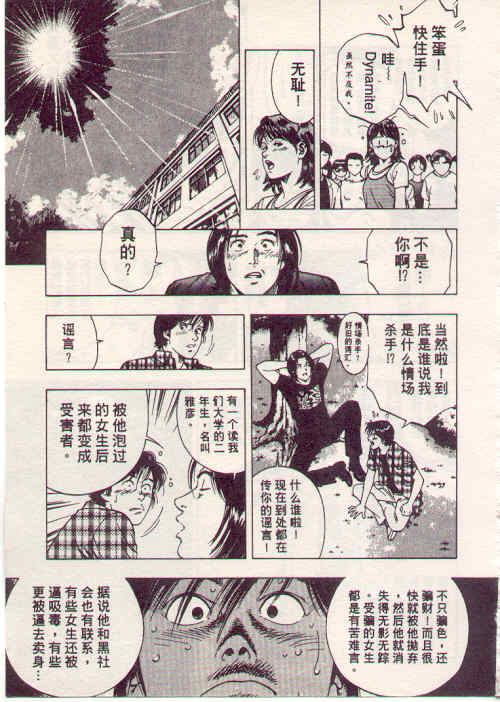 笨蛋！
快住手！
哇～
Dynamite!
虽然不及我。
无耻！
不是…
你啊!?
真的？
当然啦！到
底是谁说我
是什么情场
杀手!?
情场杀手？
好旧的词汇
什么谁啦！
现在到处都在
传你的谣言！
谣言？
有一个读我
们大学的二
年生，名叫
雅彦。
被他泡过
的女生后
来都变成
受害者。
不只骗色，还
骗财！而且很
快就被他抛弃
，然后他就消
失得无影无踪
。受骗的女生
都是有苦难言。
据说他和黑社
会也有联系，
有些女生还被
逼吸毒，有些
更被逼去卖身…